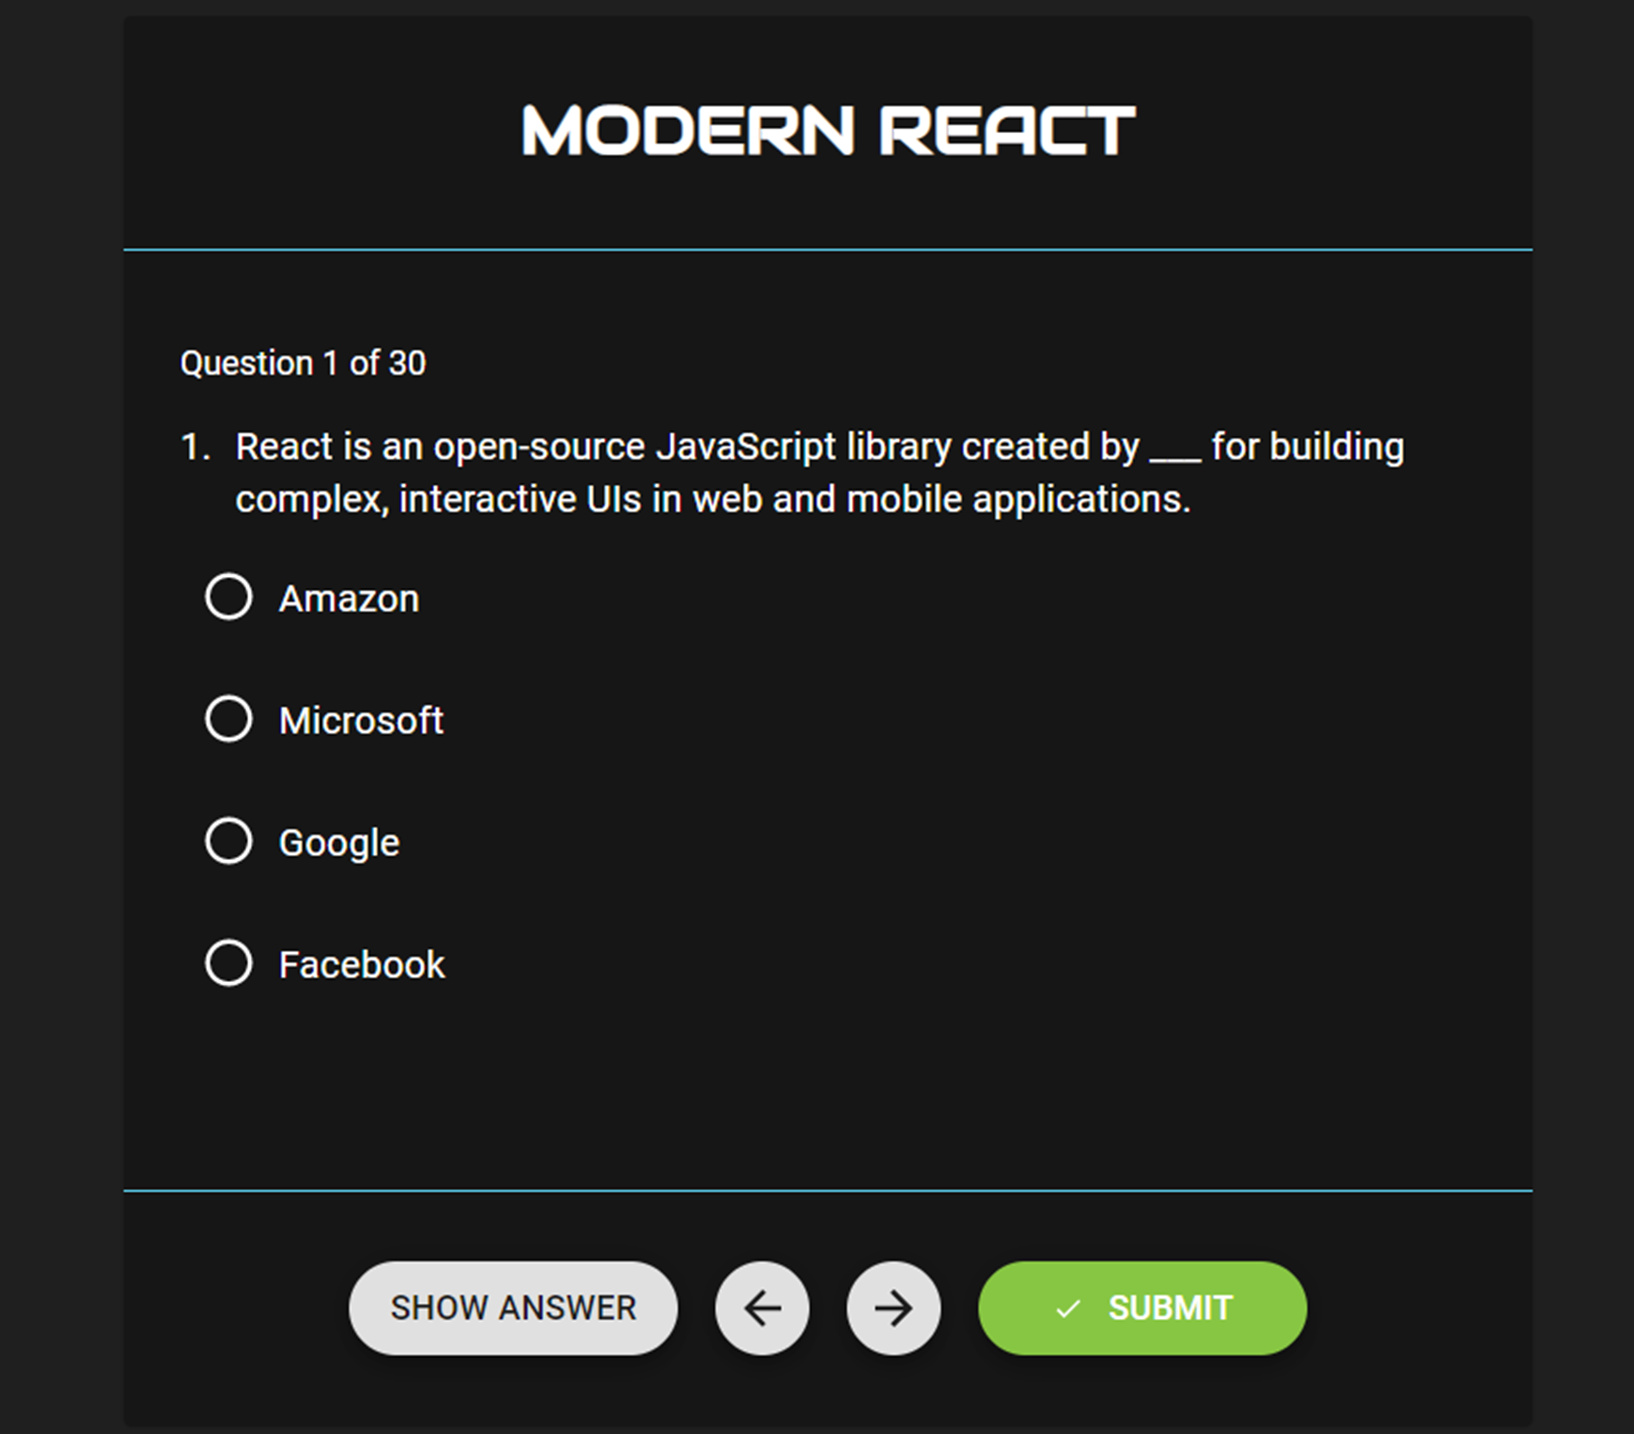 MODERN REACT
Question 1 of 30
1. React is an open-source JavaScript library created by ___ for building
complex, interactive UIs in web and mobile applications.
Amazon
Microsoft
Google
Facebook
SHOW ANSWER
SUBMIT